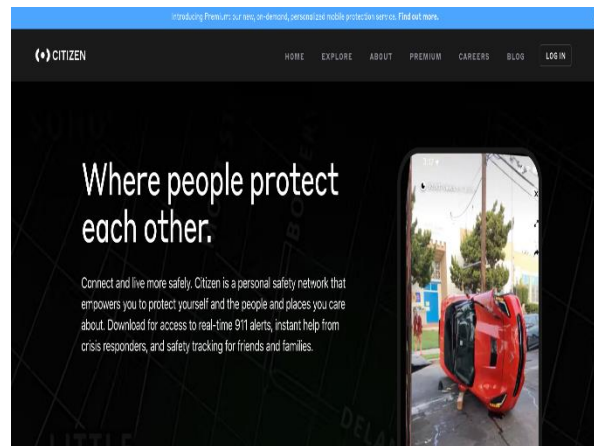 Introducing Premium: our new, on-demand, personalized mobile protection service. Find out more.
CITIZEN
HOME EXPLORE ABOUT PREMIUM CAREERS BLOG LOG IN
SOHO
BOWERY
Where people protect
each other.
Connect and live more safely. Citizen is a personal safety network that
empowers you to protect yourself and the people and places you care
about. Download for access to real-time 911 alerts, instant help from
crisis responders, and safety tracking for friends and families.
LITTLE